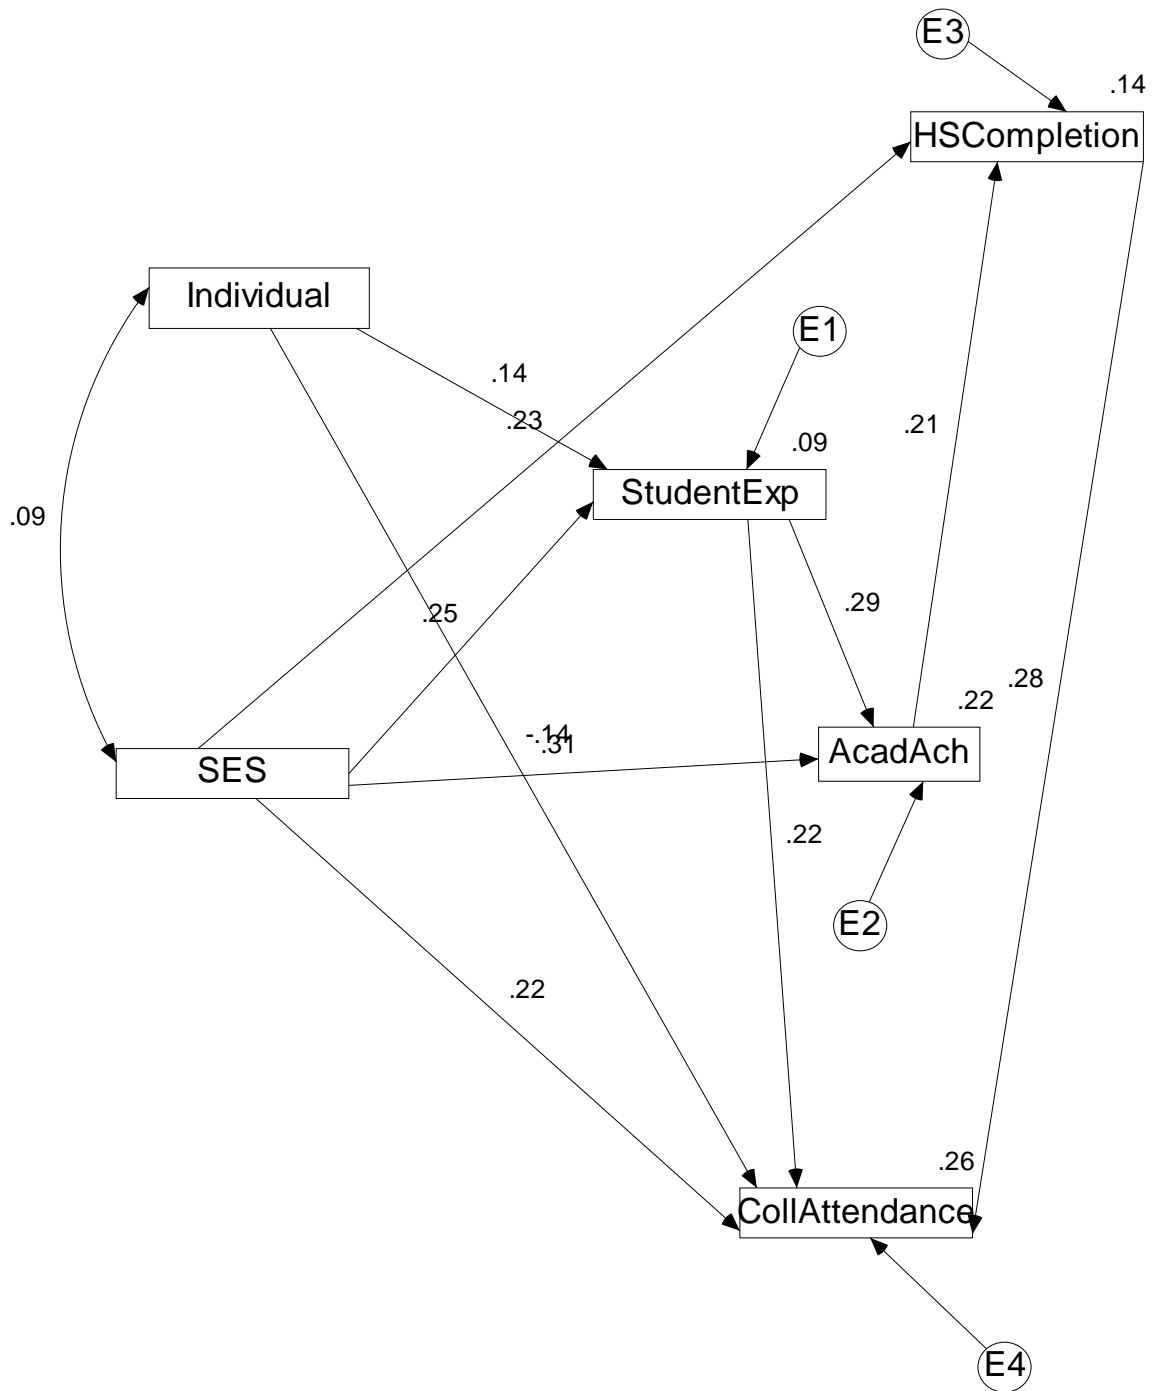 E3
.14
HSCompletion
Individual
E1
.14
.23
.21
.09
StudentExp
.09
.25
.29
.28
.22
-.14
.31
AcadAch
SES
.22
E2
.22
.26
CollAttendance
E4